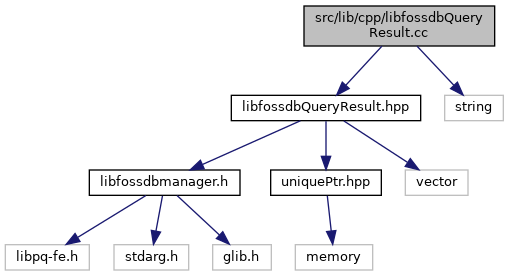 src/lib/cpp/libfossdbQuery
Result.cc
libfossdbQueryResult.hpp
string
libfossdbmanager.h
uniquePtr.hpp
vector
libpq-fe.h
stdarg.h
glib.h
memory